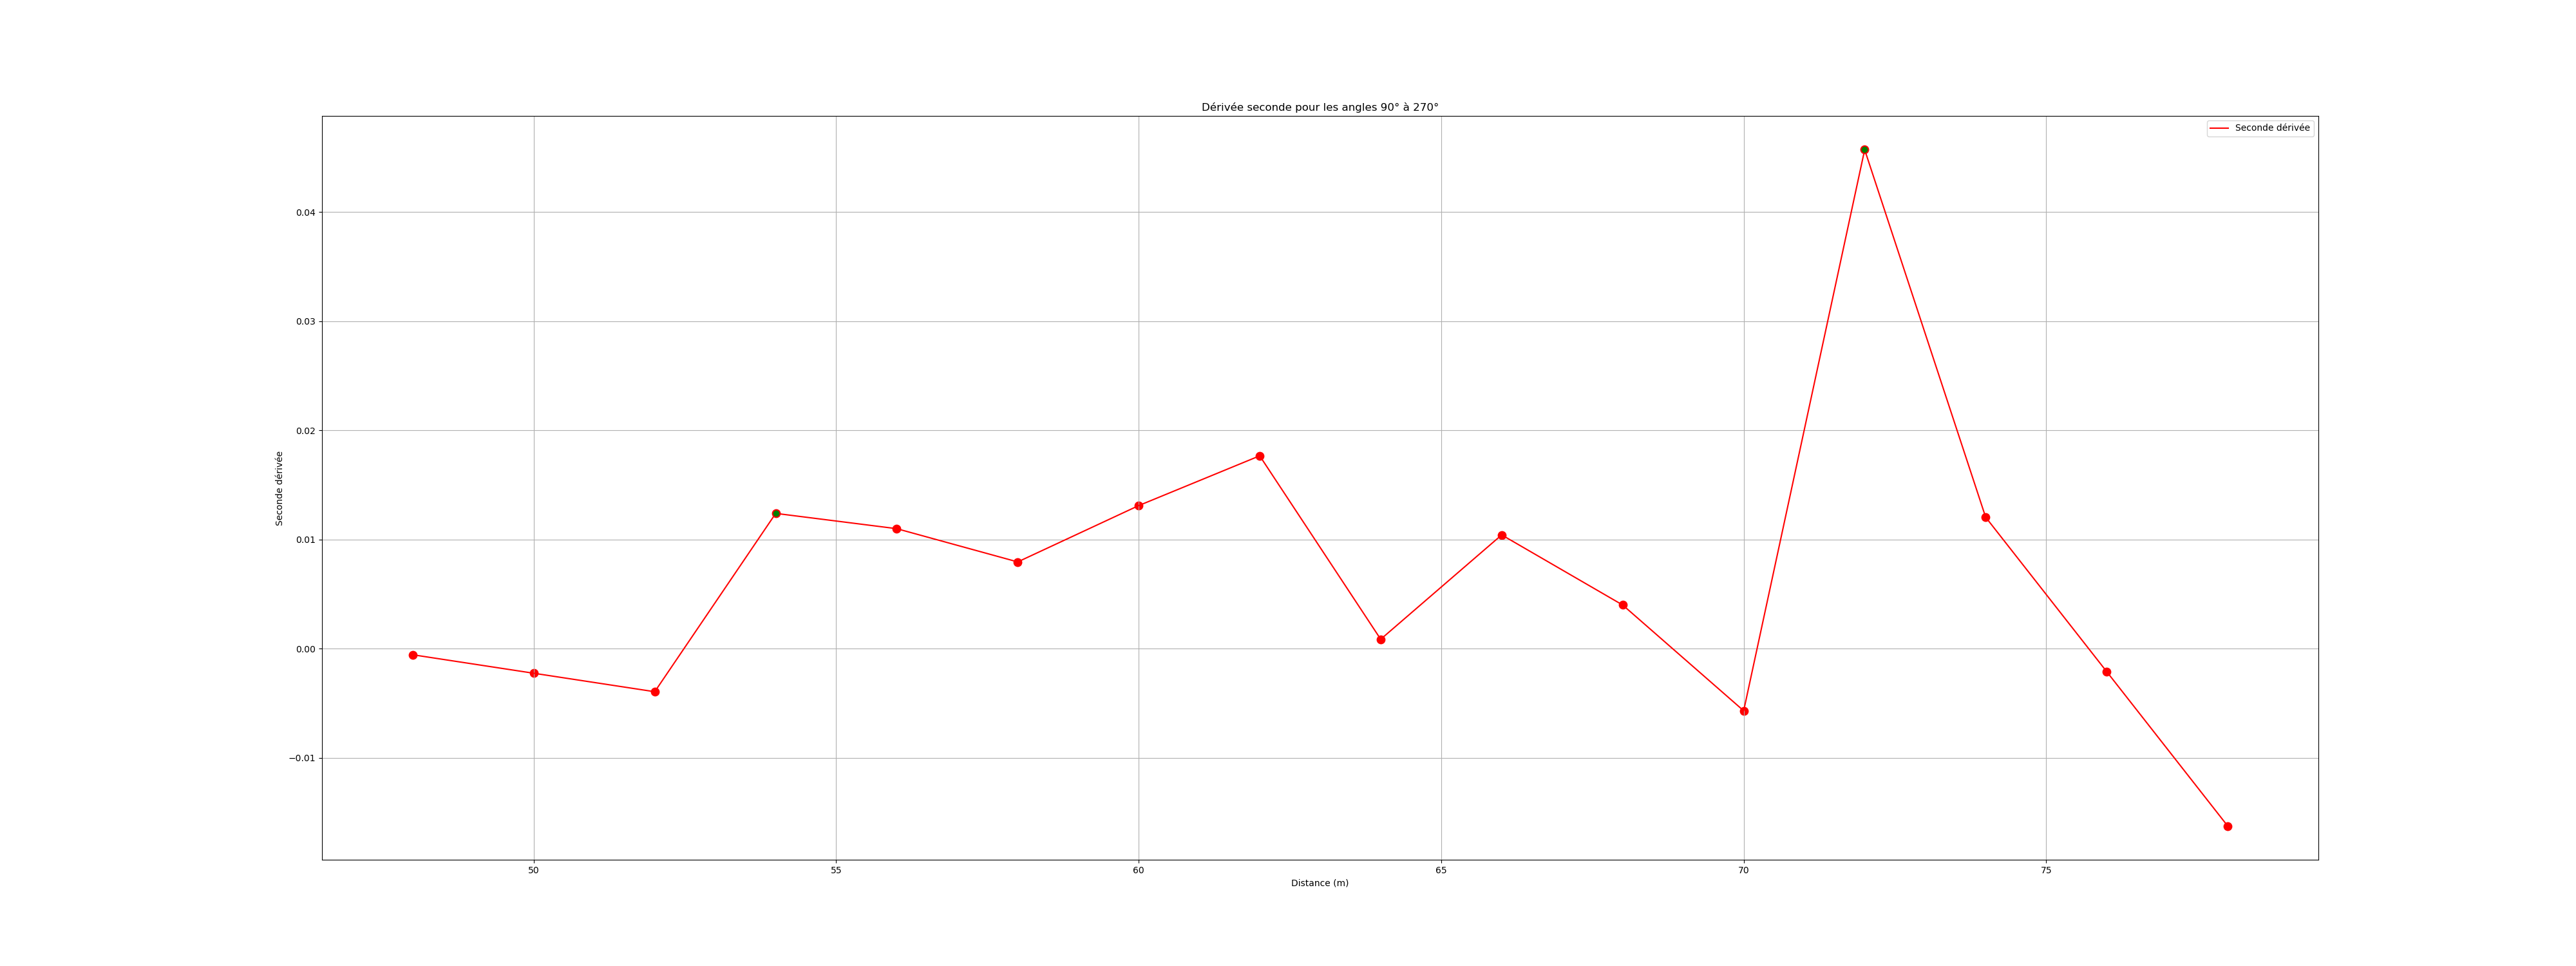 Dérivée seconde pour les angles 90° à 270°
Seconde dérivée
Seconde dérivée
0.04
0.03
0.02
0.01
0.00
−0.01
50 55 60 65 70 75
Distance (m)